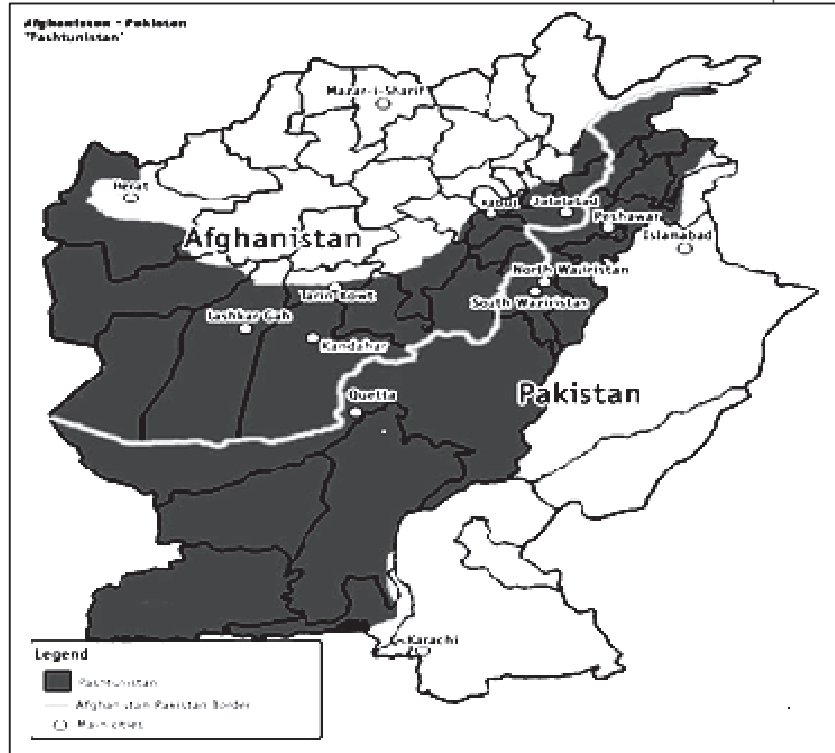 Afghanistan - Pakistan
"Pashtunistan"
Mazar-i-Sharif
Herat
Kabul
Jalalabad
Peshawar
Islamabad
Afghanistan
North Waziristan
Tarin Kowt
South Waziristan
Lashkar Gah
Kandahar
Pakistan
Quetta
Karachi
Legend
Pashtunistan
Afghanistan Pakistan Border
Main cities